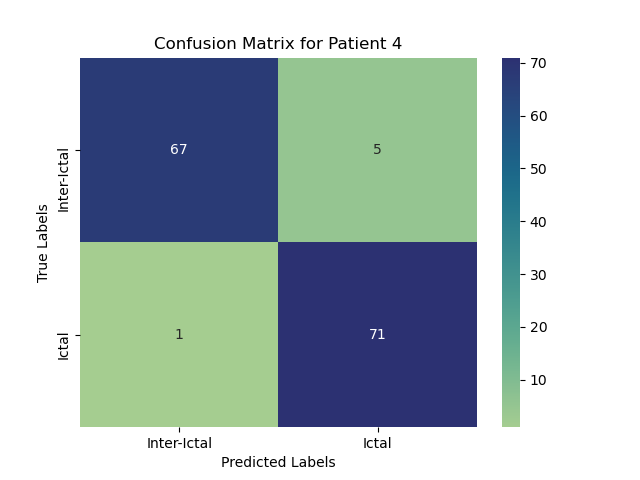 Confusion Matrix for Patient 4
True Labels
Inter-Ictal
67
5
Ictal
1
71
Inter-Ictal
Ictal
Predicted Labels
70
60
50
40
30
20
10